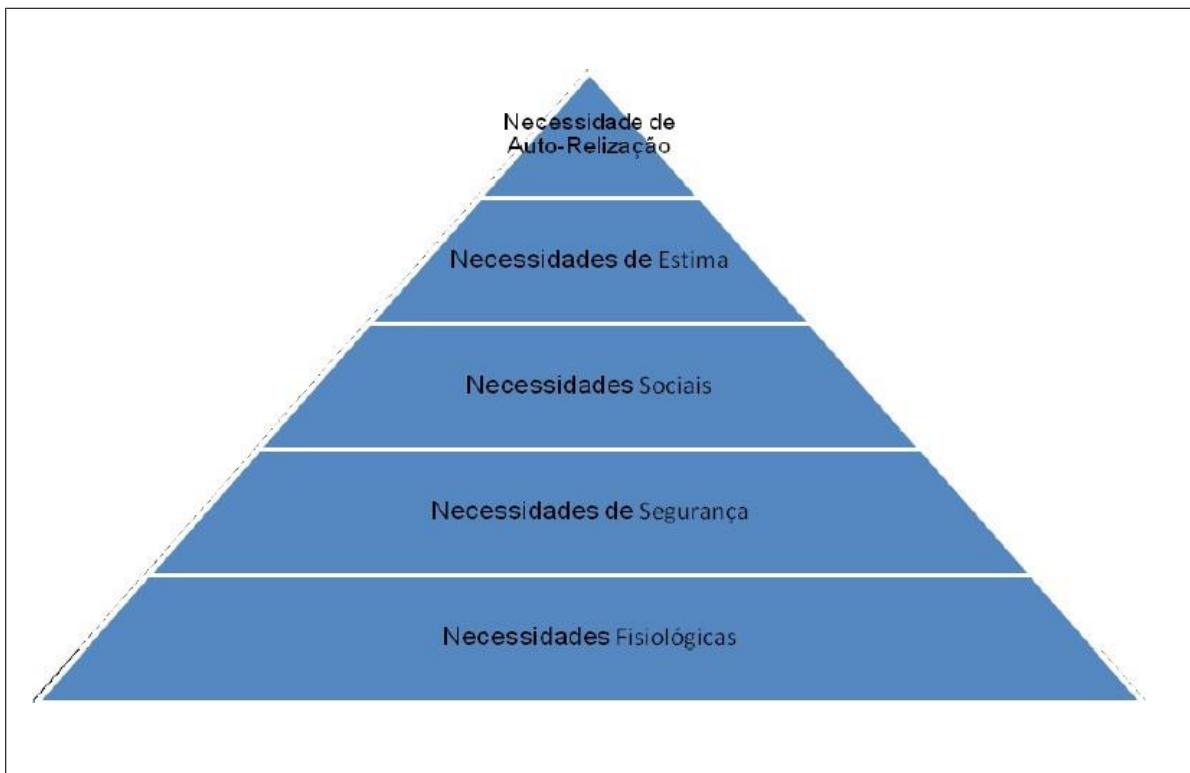 Necessidade de
Auto-Relização
Necessidades de Estima
Necessidades Sociais
Necessidades de Segurança
Necessidades Fisiológicas